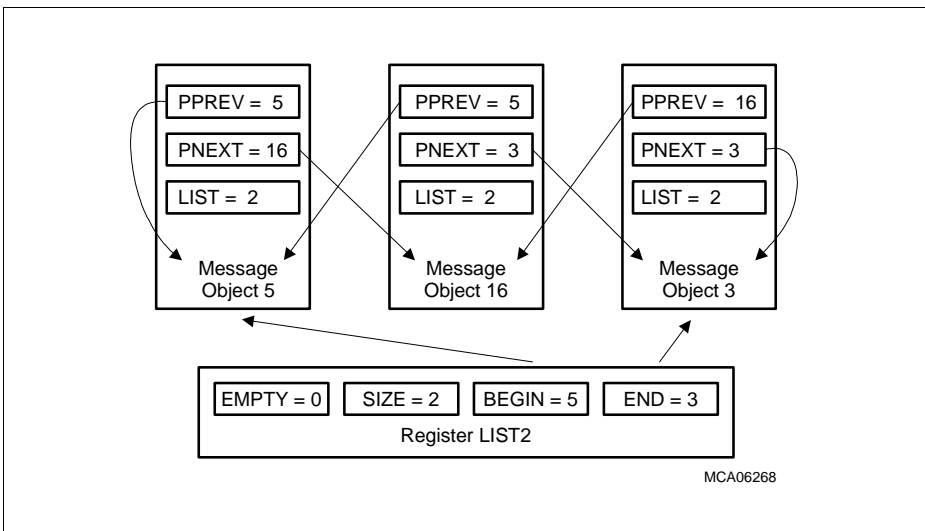 PPREV = 5
PNEXT = 16
LIST = 2
Message
Object 5
PPREV = 5
PNEXT = 3
LIST = 2
Message
Object 16
PPREV = 16
PNEXT = 3
LIST = 2
Message
Object 3
EMPTY = 0 SIZE = 2 BEGIN = 5 END = 3
Register LIST2
MCA06268